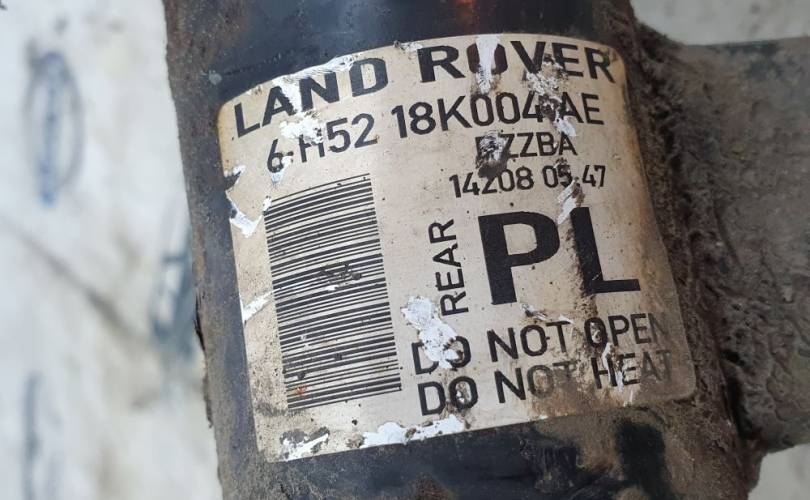 LAND ROVER
6H52 18K004 AE
ZZBA
14208 05:47
REAR
PL
DO NOT OPEN
DO NOT HEAT